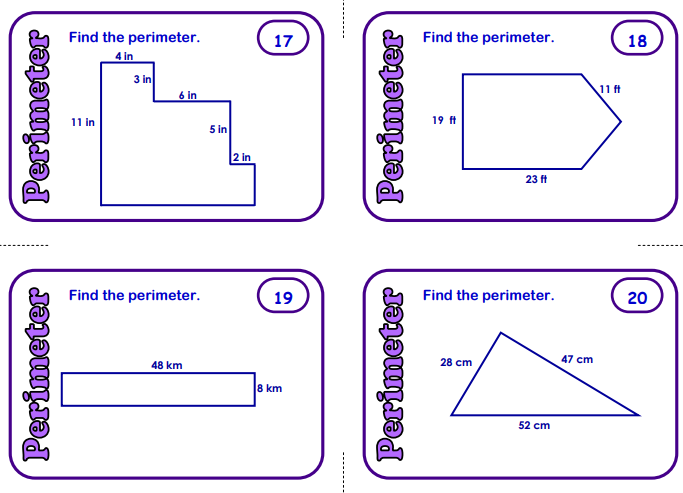 Perimeter
Find the perimeter.
17
4 in
3 in
6 in
11 in
5 in
2 in
Perimeter
Find the perimeter.
18
11 ft
19 ft
23 ft
Perimeter
Find the perimeter.
19
48 km
8 km
Perimeter
Find the perimeter.
20
28 cm
47 cm
52 cm